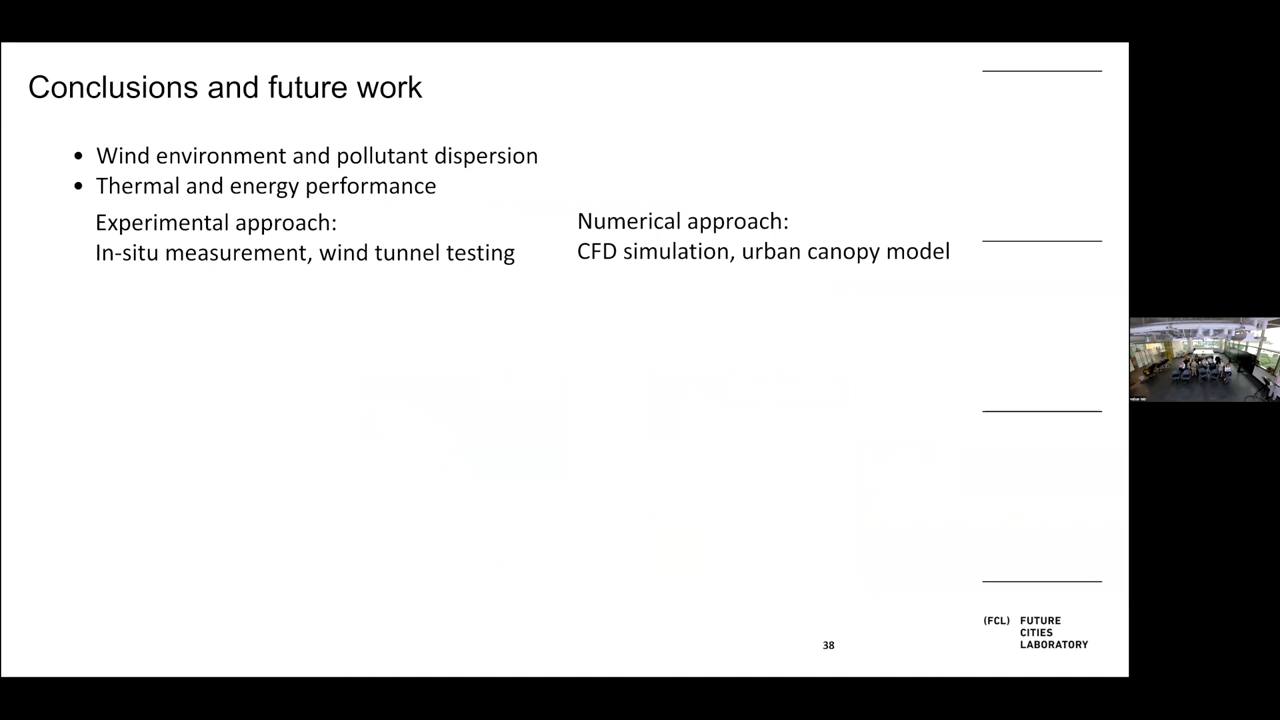 Conclusions and future work
• Wind environment and pollutant dispersion
• Thermal and energy performance
Experimental approach:
In-situ measurement, wind tunnel testing
Numerical approach:
CFD simulation, urban canopy model
38
(FCL) FUTURE
CITIES
LABORATORY